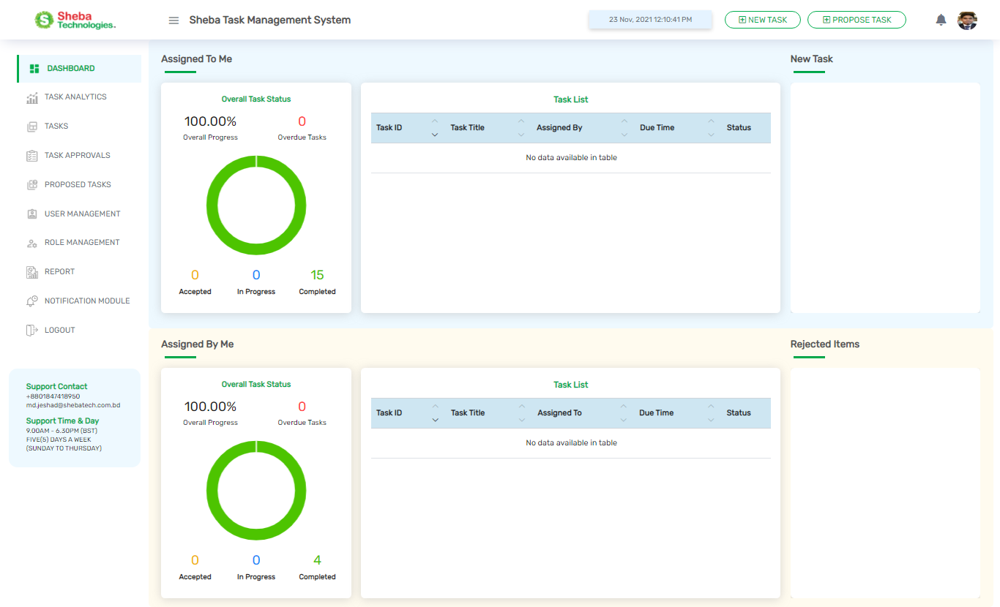 Sheba
Technologies.
Sheba Task Management System
23 Nov, 2021 12:10:41 PM
NEW TASK
PROPOSE TASK
DASHBOARD
TASK ANALYTICS
TASKS
TASK APPROVALS
PROPOSED TASKS
USER MANAGEMENT
ROLE MANAGEMENT
REPORT
NOTIFICATION MODULE
LOGOUT
Support Contact
+8801847418950
md.jeshad@shebatech.com.bd
Support Time & Day
9.00AM - 6.30PM (BST)
FIVE(5) DAYS A WEEK
(SUNDAY TO THURSDAY)
Assigned To Me
Overall Task Status
100.00%
Overall Progress
0
Overdue Tasks
0
Accepted
0
In Progress
15
Completed
Task List
Task ID Task Title Assigned By Due Time Status
No data available in table
New Task
Assigned By Me
Overall Task Status
100.00%
Overall Progress
0
Overdue Tasks
0
Accepted
0
In Progress
4
Completed
Task List
Task ID Task Title Assigned To Due Time Status
No data available in table
Rejected Items